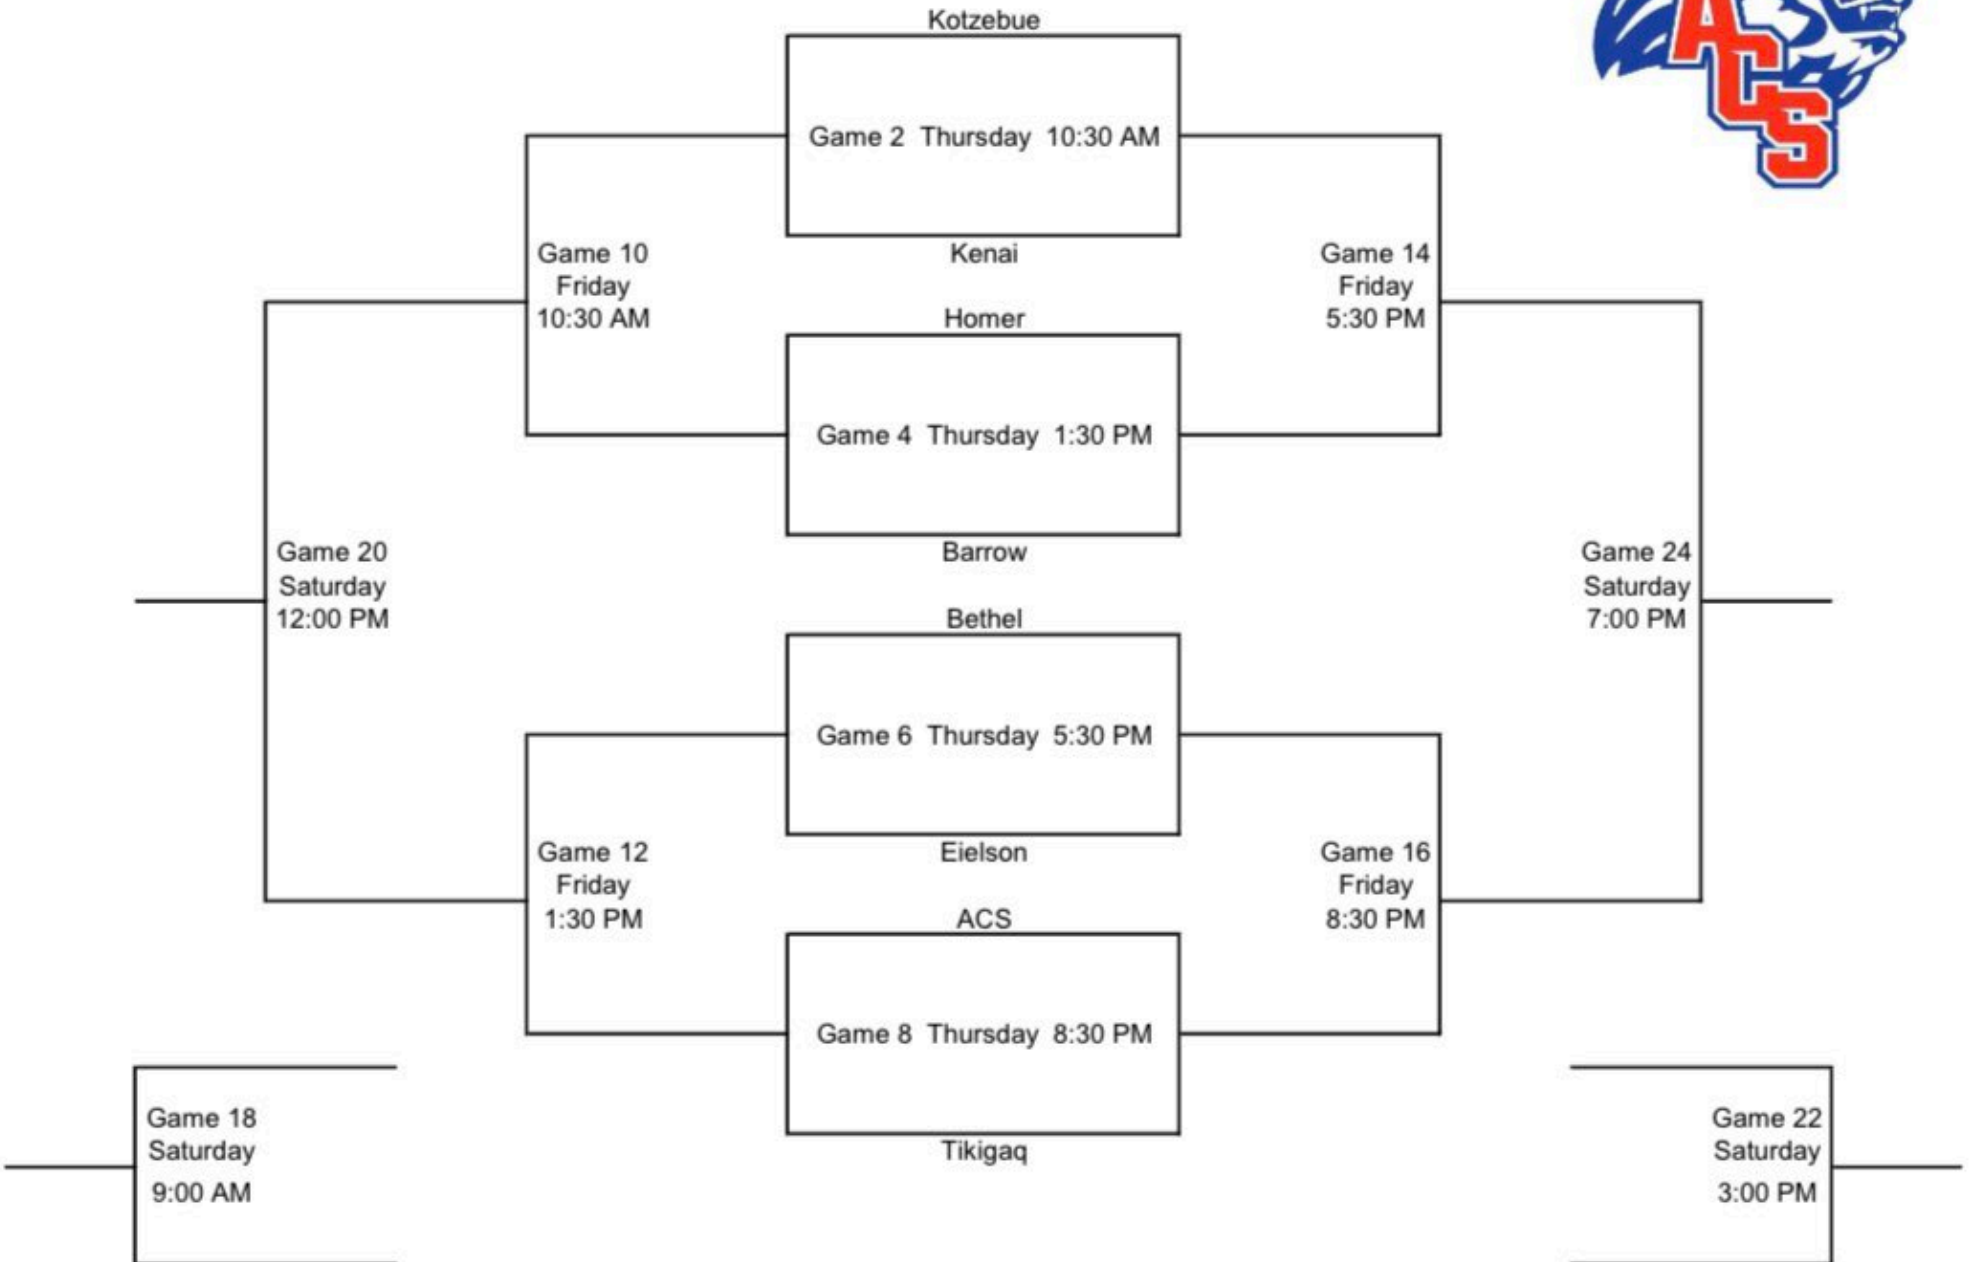 ACS
Kotzebue
Game 2 Thursday 10:30 AM
Kenai
Game 10
Friday
10:30 AM
Game 14
Friday
5:30 PM
Homer
Game 4 Thursday 1:30 PM
Barrow
Game 20
Saturday
12:00 PM
Game 24
Saturday
7:00 PM
Bethel
Game 6 Thursday 5:30 PM
Eielson
Game 12
Friday
1:30 PM
Game 16
Friday
8:30 PM
ACS
Game 8 Thursday 8:30 PM
Tikigaq
Game 18
Saturday
9:00 AM
Game 22
Saturday
3:00 PM